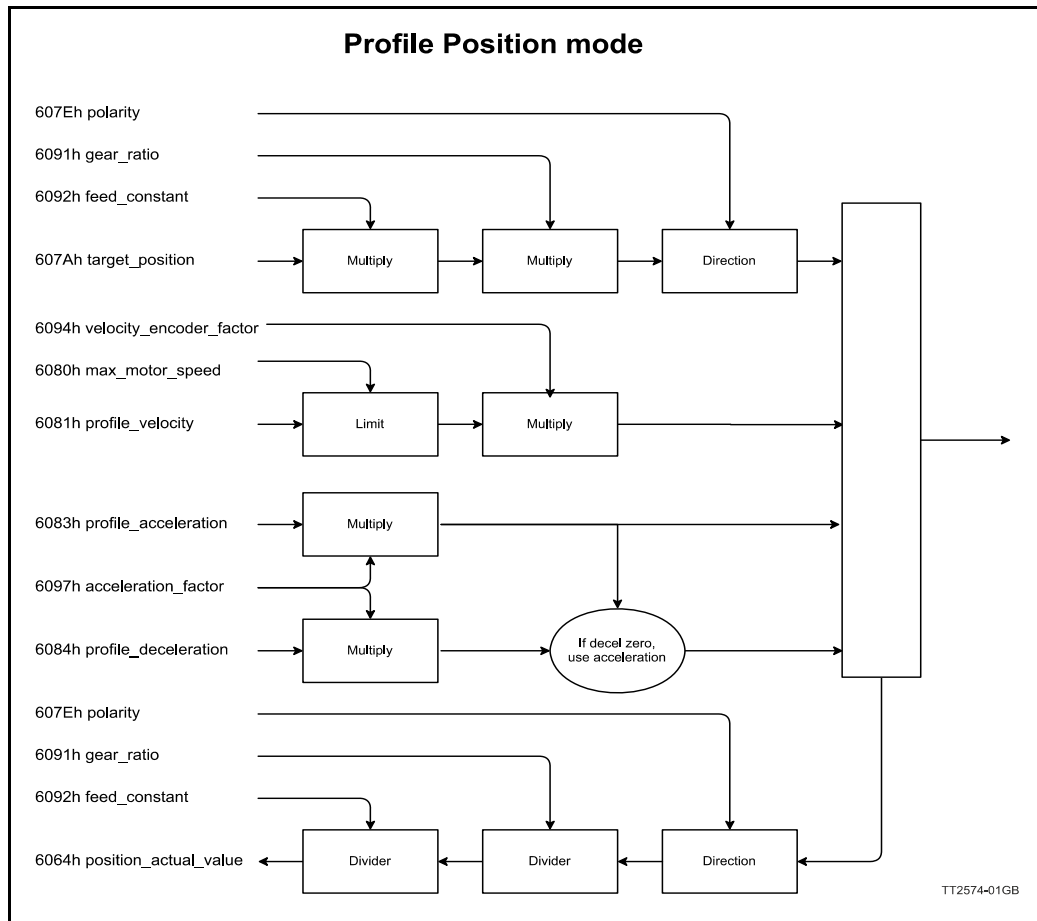 Profile Position mode
607Eh polarity
6091h gear_ratio
6092h feed_constant
607Ah target_position
Multiply
Multiply
Direction
6094h velocity_encoder_factor
6080h max_motor_speed
6081h profile_velocity
Limit
Multiply
6083h profile_acceleration
Multiply
6097h acceleration_factor
6084h profile_deceleration
Multiply
If decel zero,
use acceleration
607Eh polarity
6091h gear_ratio
6092h feed_constant
6064h position_actual_value
Divider
Divider
Direction
TT2574-01GB